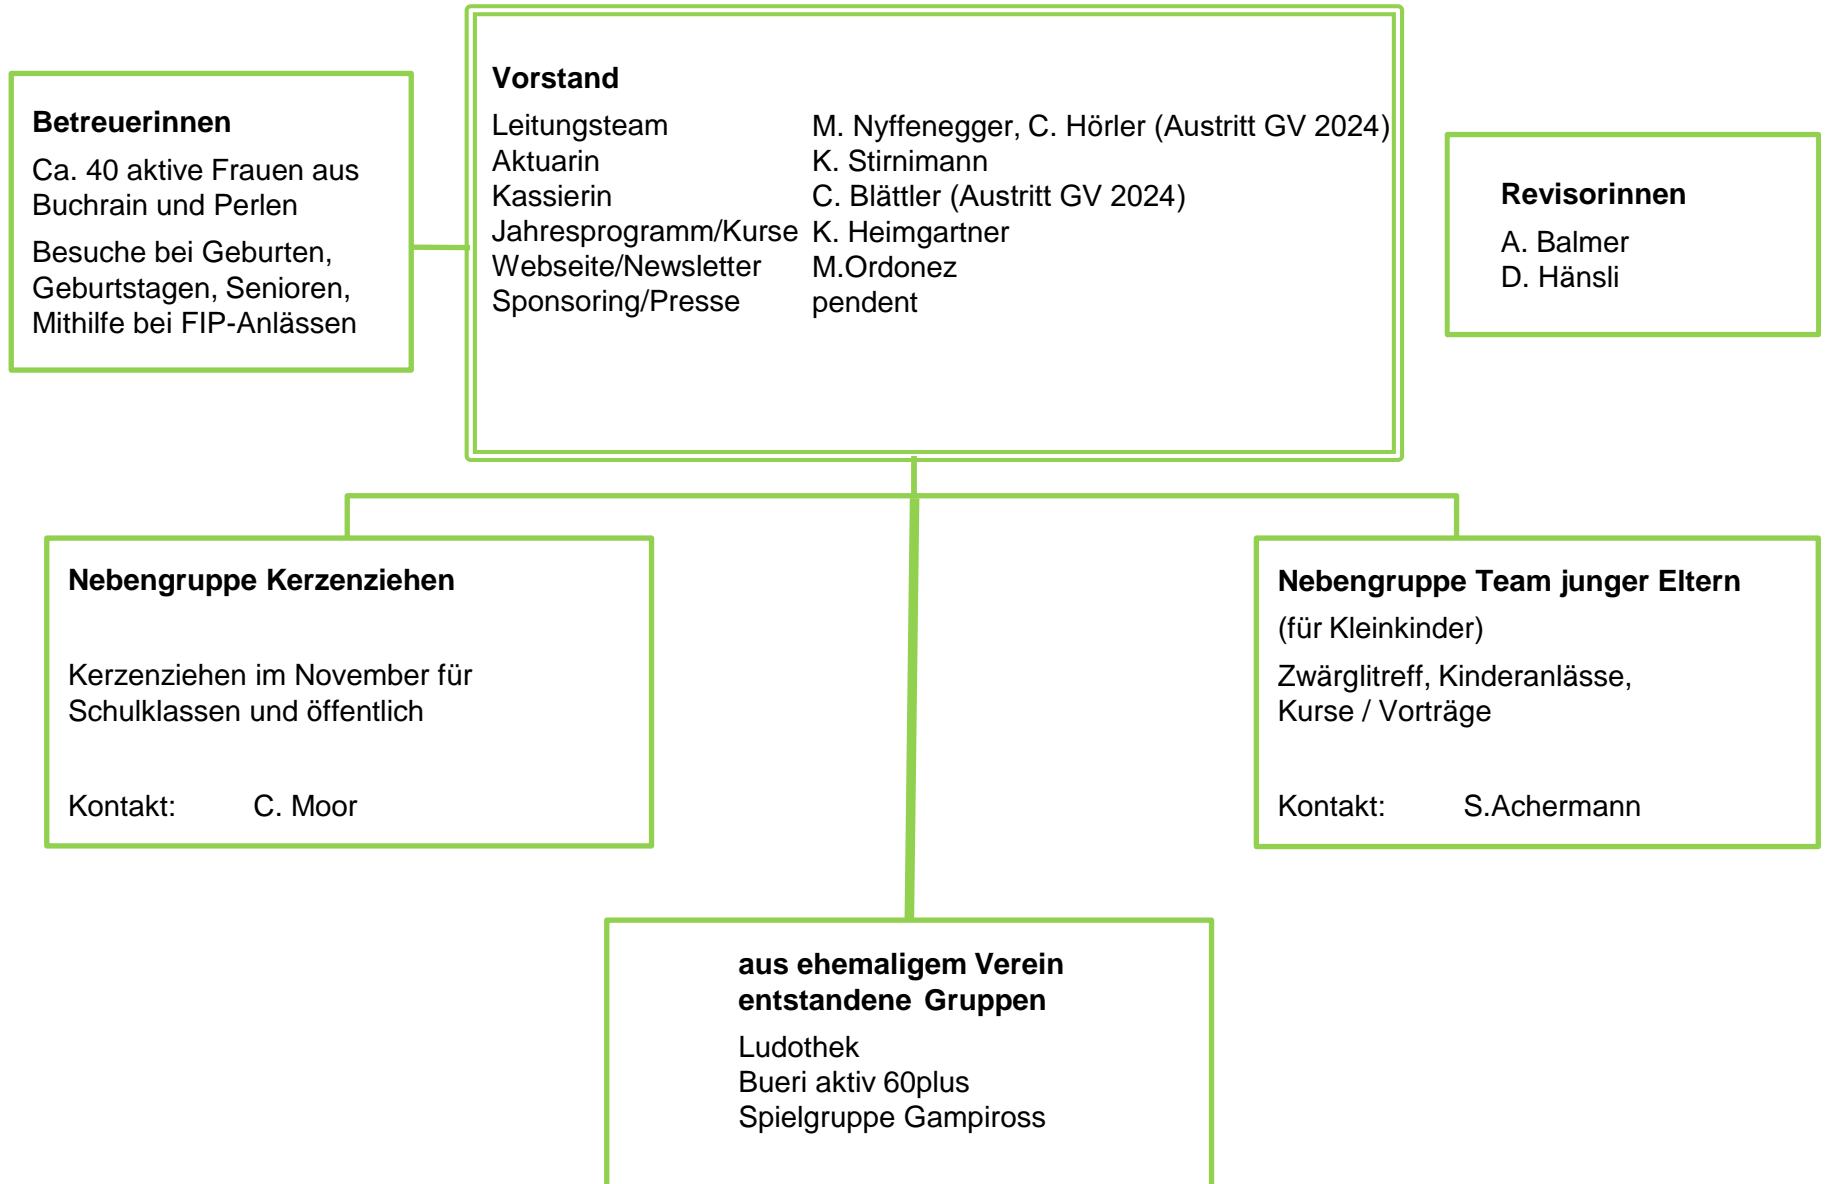 Betreuerinnen
Ca. 40 aktive Frauen aus
Buchrain und Perlen
Besuche bei Geburten,
Geburtstagen, Senioren,
Mithilfe bei FIP-Anlässen
Vorstand
Leitungsteam M. Nyffenegger, C. Hörler (Austritt GV 2024)
Aktuarin K. Stirnimann
Kassierin C. Blättler (Austritt GV 2024)
Jahresprogramm/Kurse K. Heimgartner
Webseite/Newsletter M.Ordonez
Sponsoring/Presse pendent
Revisorinnen
A. Balmer
D. Hänsli
Nebengruppe Kerzenziehen
Kerzenziehen im November für
Schulklassen und öffentlich
Kontakt: C. Moor
Nebengruppe Team junger Eltern
(für Kleinkinder)
Zwärglitreff, Kinderanlässe,
Kurse / Vorträge
Kontakt: S.Achermann
aus ehemaligem Verein
entstandene Gruppen
Ludothek
Bueri aktiv 60plus
Spielgruppe Gampiross